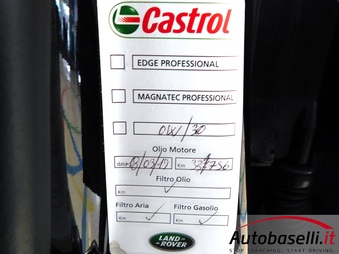 Castrol
EDGE PROFESSIONAL
MAGNATEC PROFESSIONAL
0W/30
Olio Motore
data Km
Filtro Olio
Km
Filtro Aria Filtro Gasolio
Km Km
LAND-
ROVER
Autobaselli.it